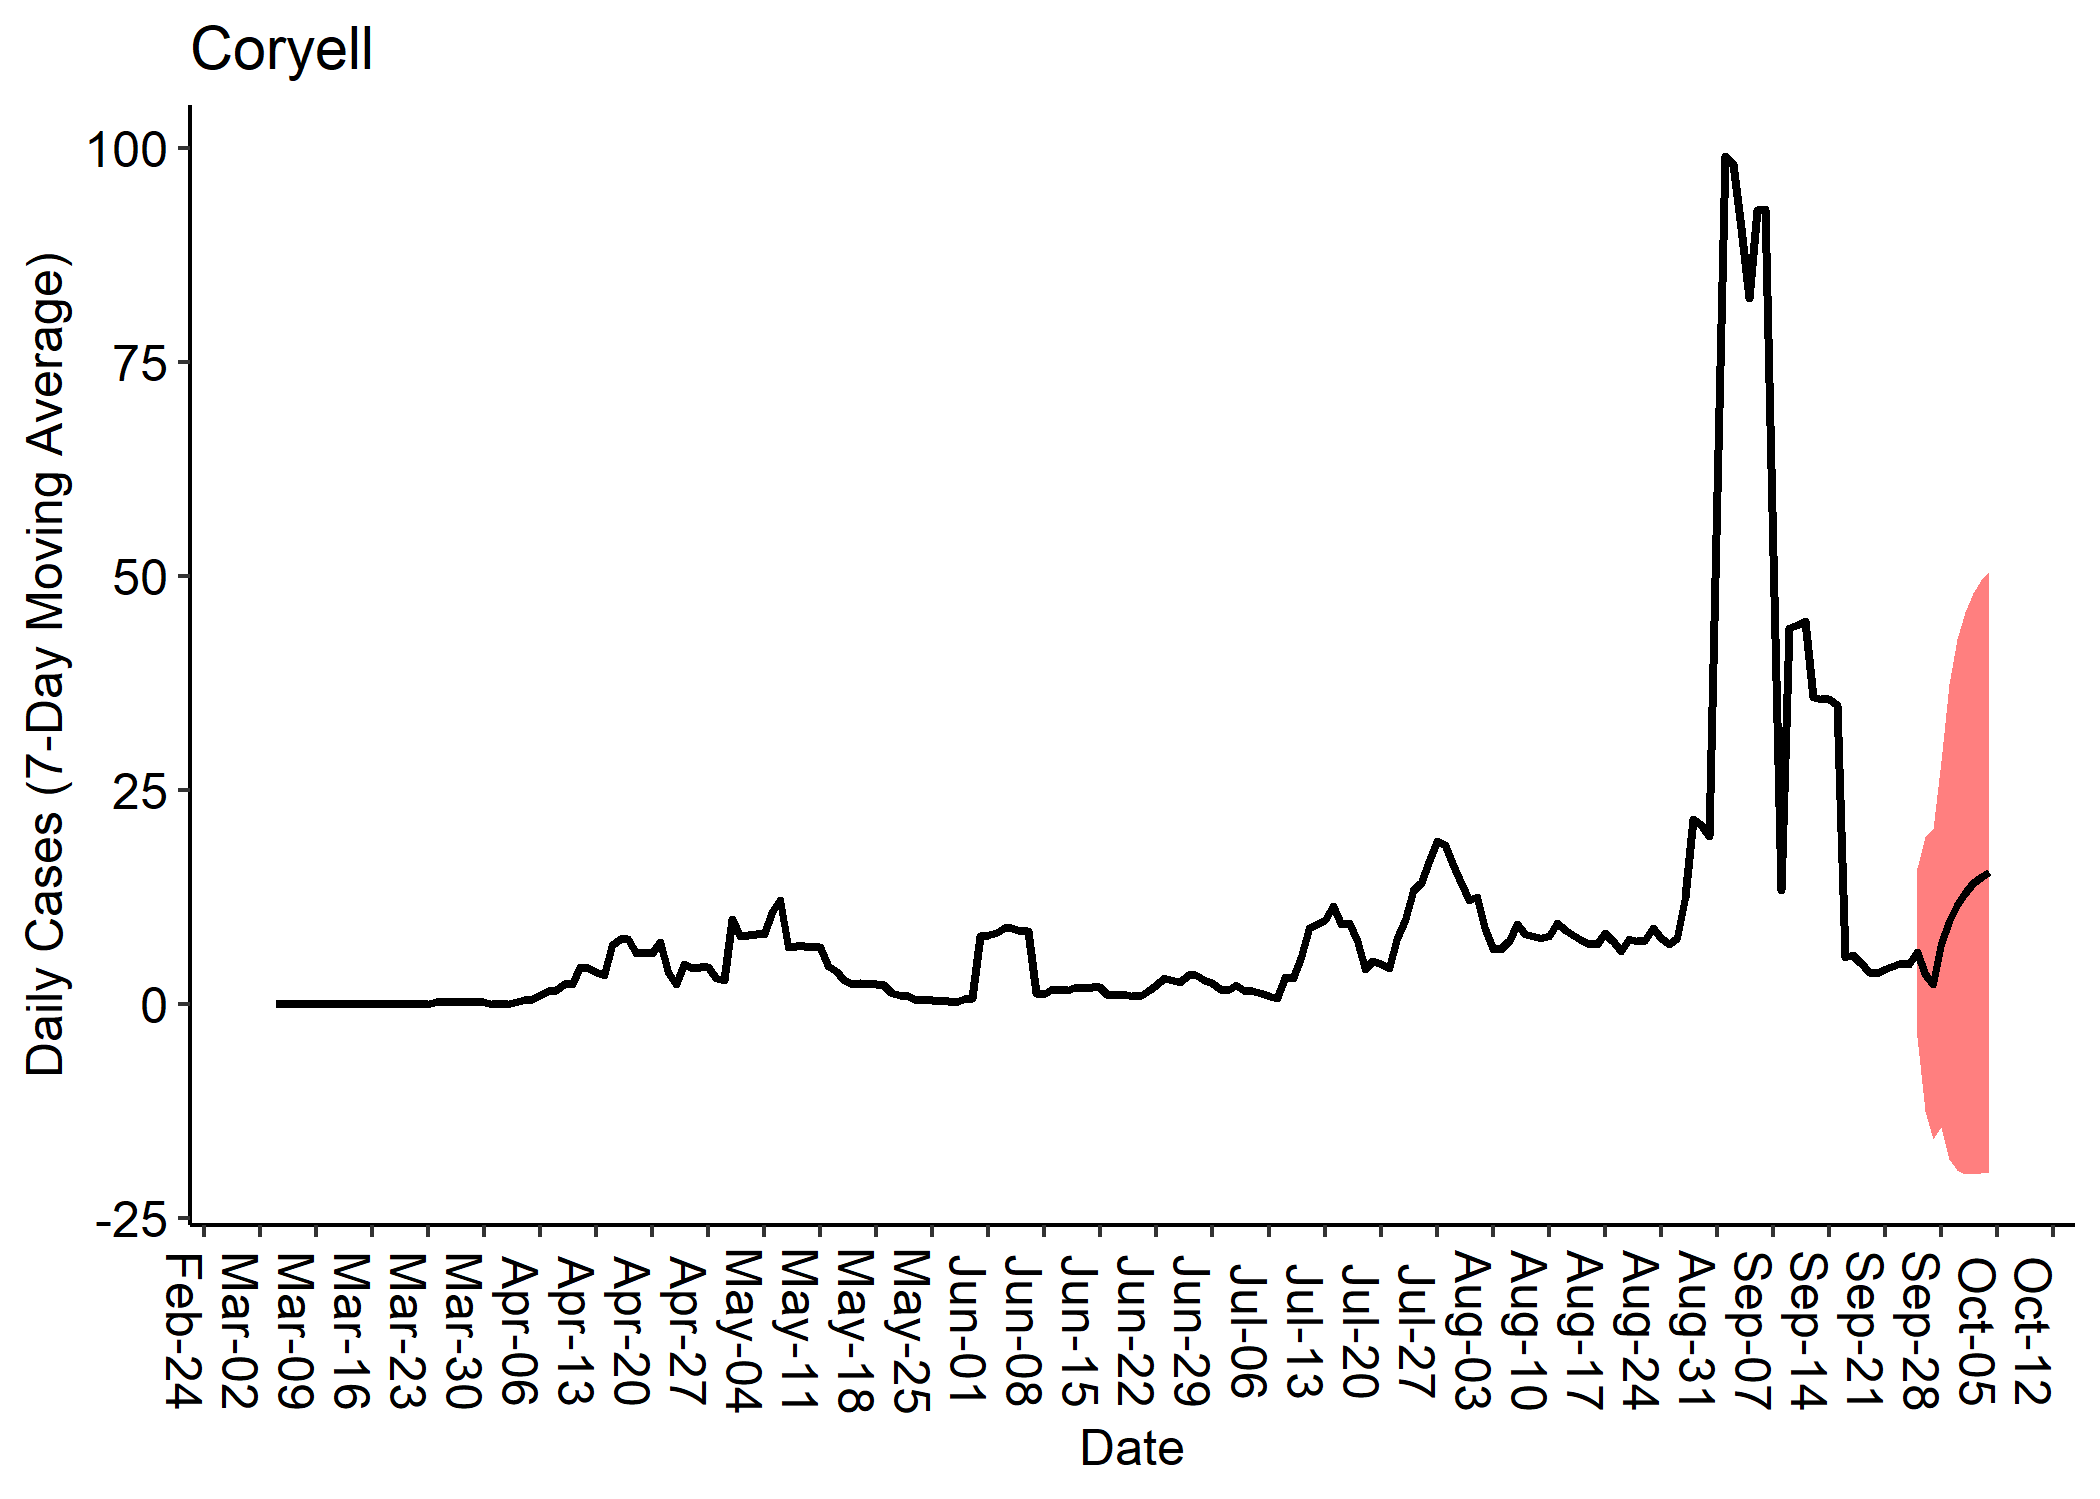 Coryell
Daily Cases (7-Day Moving Average)
100
75
50
25
0
-25
Feb-24
Mar-02
Mar-09
Mar-16
Mar-23
Mar-30
Apr-06
Apr-13
Apr-20
Apr-27
May-04
May-11
May-18
May-25
Jun-01
Jun-08
Jun-15
Jun-22
Jun-29
Jul-06
Jul-13
Jul-20
Jul-27
Aug-03
Aug-10
Aug-17
Aug-24
Aug-31
Sep-07
Sep-14
Sep-21
Sep-28
Oct-05
Oct-12
Date